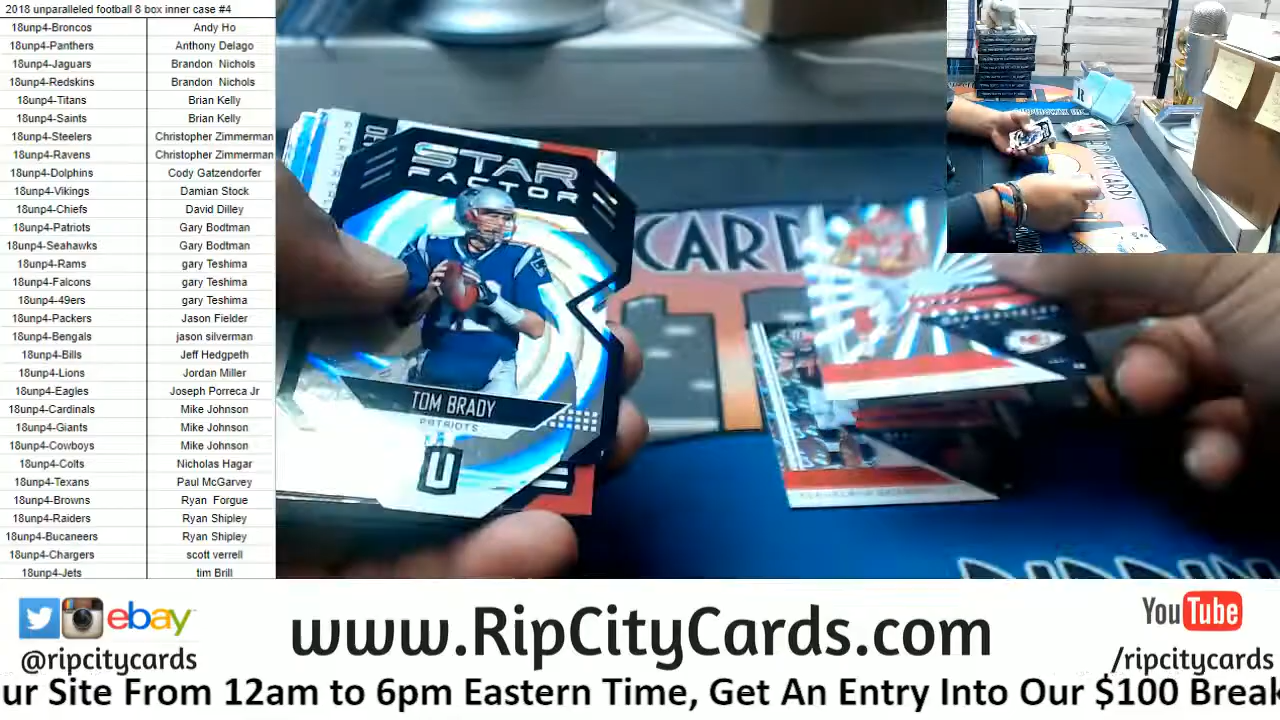 2018 unparalleled football 8 box inner case #4
18unp4-Broncos Andy Ho
18unp4-Panthers Anthony Delago
18unp4-Jaguars Brandon Nichols
18unp4-Redskins Brandon Nichols
18unp4-Titans Brian Kelly
18unp4-Saints Brian Kelly
18unp4-Steelers Christopher Zimmerman
18unp4-Ravens Christopher Zimmerman
18unp4-Dolphins Cody Gatzendorfer
18unp4-Vikings Damian Stock
18unp4-Chiefs David Dilley
18unp4-Patriots Gary Bodtman
18unp4-Seahawks Gary Bodtman
18unp4-Rams gary Teshima
18unp4-Falcons gary Teshima
18unp4-49ers gary Teshima
18unp4-Packers Jason Fielder
18unp4-Bengals jason silverman
18unp4-Bills Jeff Hedgpeth
18unp4-Lions Jordan Miller
18unp4-Eagles Joseph Porreca Jr
18unp4-Cardinals Mike Johnson
18unp4-Giants Mike Johnson
18unp4-Cowboys Mike Johnson
18unp4-Colts Nicholas Hagar
18unp4-Texans Paul McGarvey
18unp4-Browns Ryan Forgue
18unp4-Raiders Ryan Shipley
18unp4-Bucaneers Ryan Shipley
18unp4-Chargers scott verrell
18unp4-Jets tim Brill
STAR
FACTOR
TOM BRADY
PATRIOTS
U
CARD
ebay
@ripcitycards
www.RipCityCards.com
YouTube
/ripcitycards
ur Site From 12am to 6pm Eastern Time, Get An Entry Into Our $100 Break